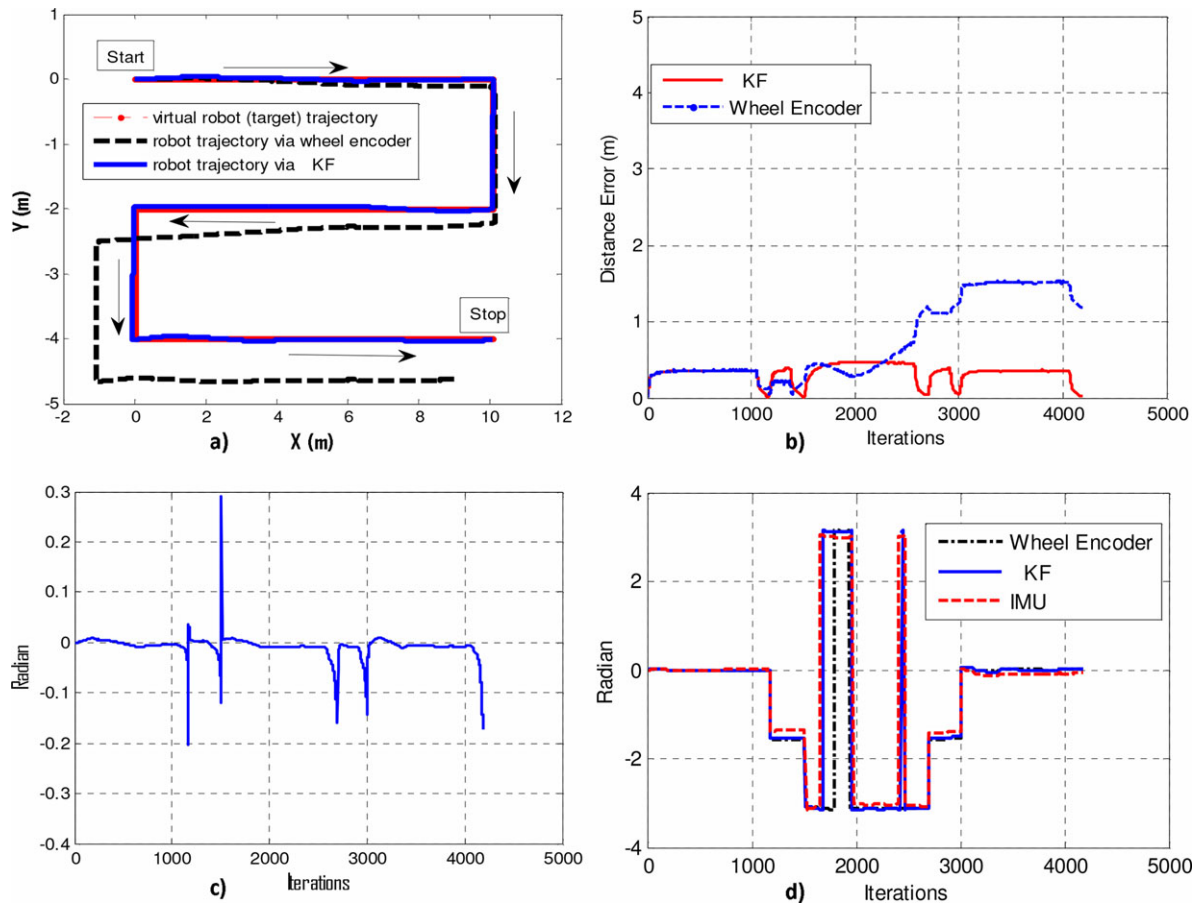 1
0
-1
-2
-3
-4
-5
Y (m)
Start
virtual robot (target) trajectory
robot trajectory via wheel encoder
robot trajectory via KF
Stop
-2
0
2
4
6
8
10
12
a)
X (m)
5
4
3
2
1
0
Distance Error (m)
KF
Wheel Encoder
0
1000
2000
3000
4000
5000
b)
Iterations
0.3
0.2
0.1
0
-0.1
-0.2
-0.3
-0.4
Radian
0
1000
2000
3000
4000
5000
c)
Iterations
4
2
0
-2
-4
Radian
Wheel Encoder
KF
IMU
0
1000
2000
3000
4000
5000
d)
Iterations